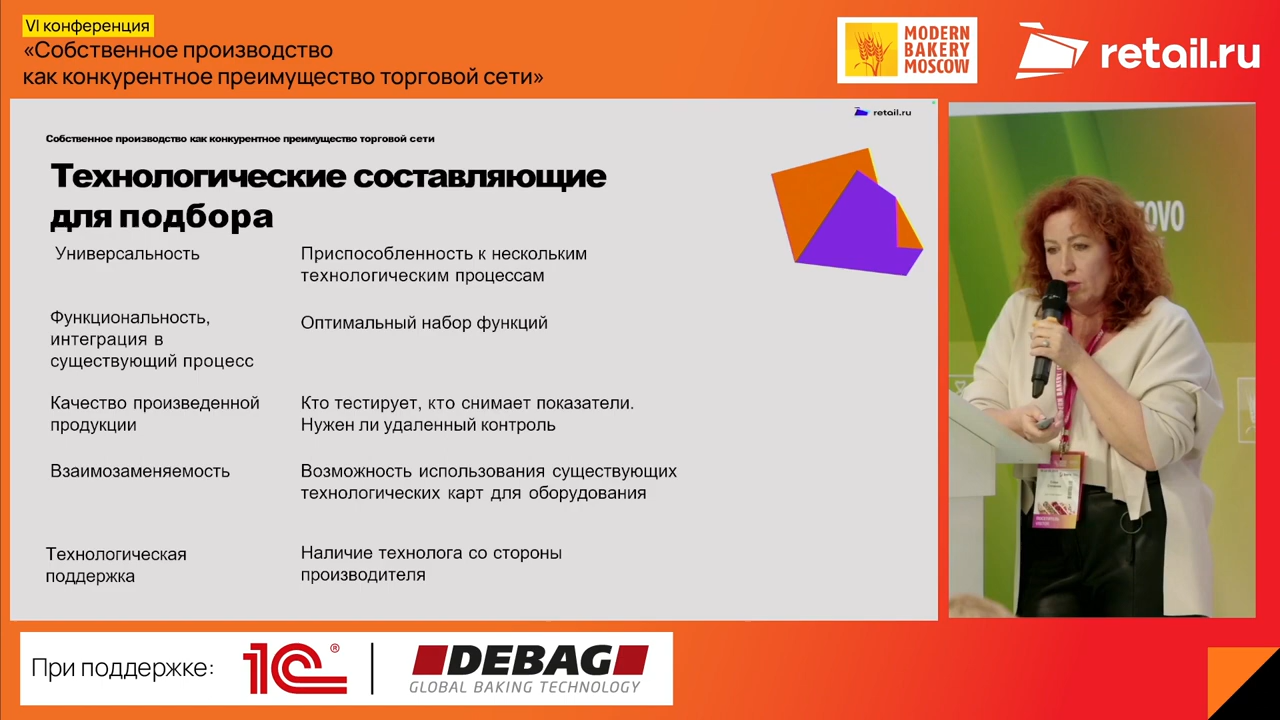 VI конференция
«Собственное производство
как конкурентное преимущество торговой сети»
MODERN
BAKERY
MOSCOW
retail.ru
retail.ru
Собственное производство как конкурентное преимущество торговой сети
Технологические составляющие
для подбора
Универсальность
Приспособленность к нескольким
технологическим процессам
Функциональность,
интеграция в
существующий процесс
Оптимальный набор функций
Качество произведенной
продукции
Кто тестирует, кто снимает показатели.
Нужен ли удаленный контроль
Взаимозаменяемость
Возможность использования существующих
технологических карт для оборудования
Технологическая
поддержка
Наличие технолога со стороны
производителя
При поддержке:
1С®
DEBAG
GLOBAL BAKING TECHNOLOGY